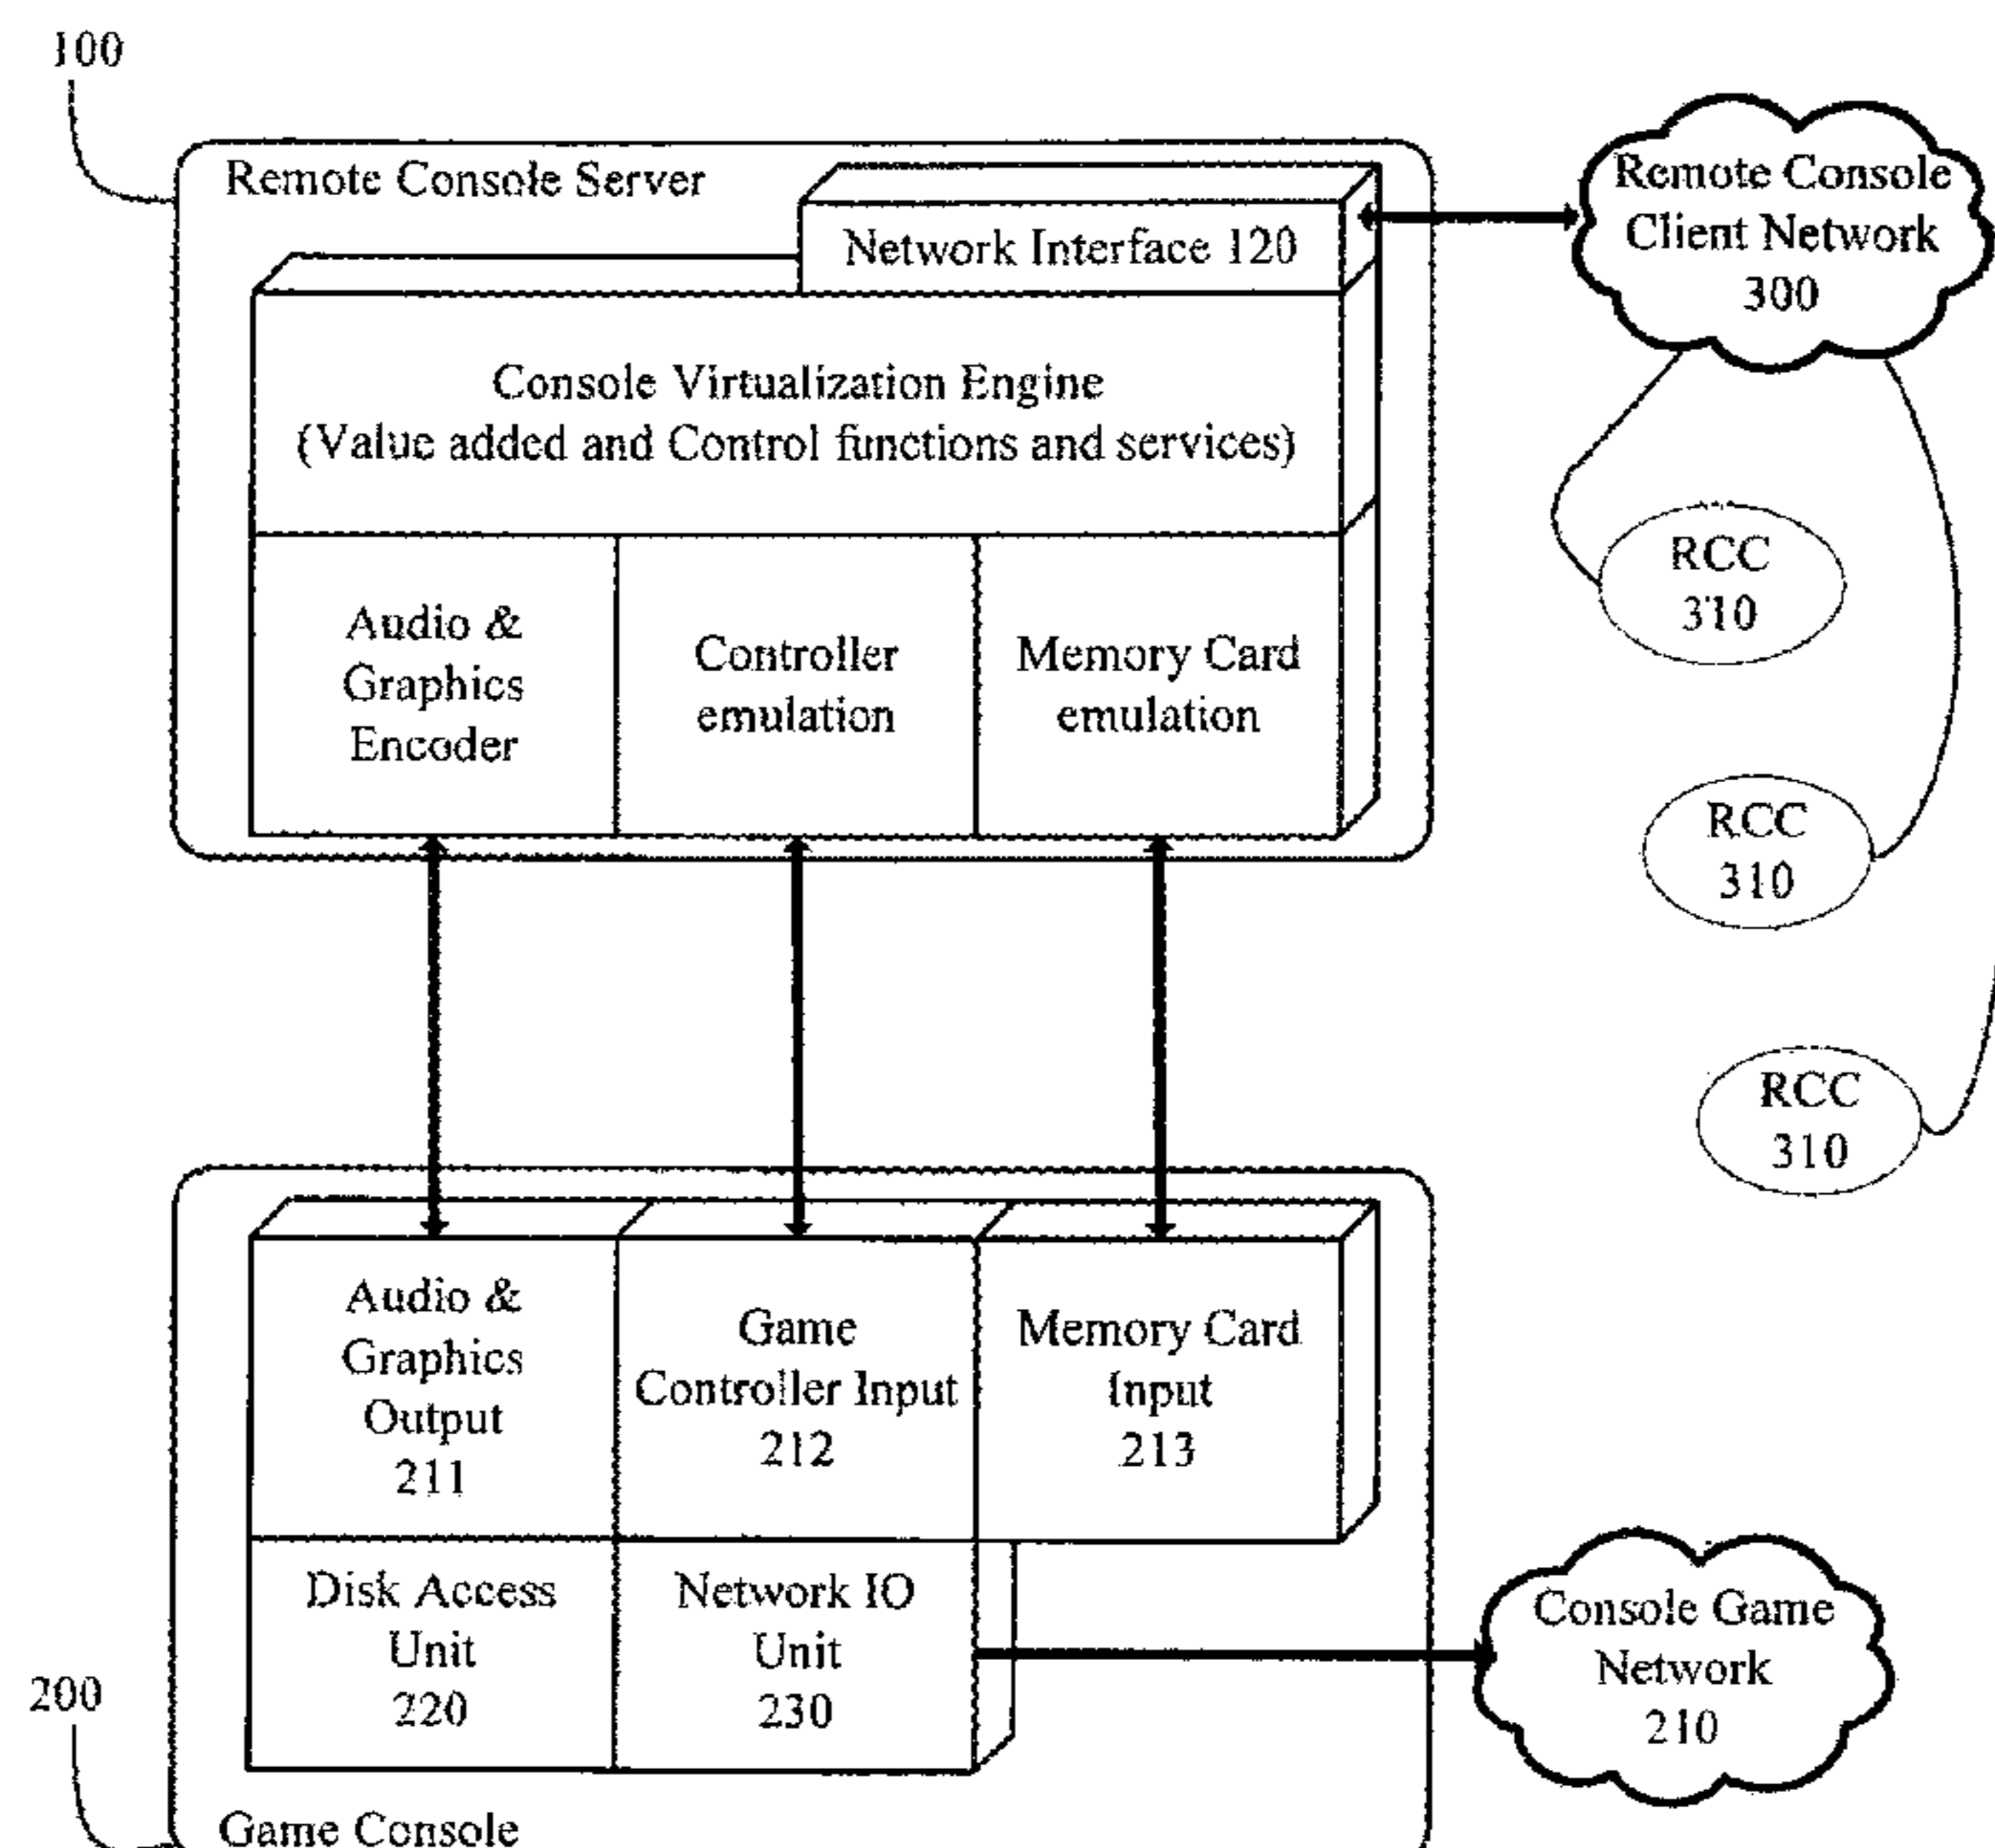 100
Remote Console Server
Network Interface 120
Console Virtualization Engine
(Value added and Control functions and services)
Audio &
Graphics
Encoder
Controller
emulation
Memory Card
emulation
Remote Console
Client Network
300
RCC
310
RCC
310
RCC
310
Audio &
Graphics
Output
211
Game
Controller Input
212
Memory Card
Input
213
Disk Access
Unit
220
Network IO
Unit
230
Console Game
Network
210
200
Game Console